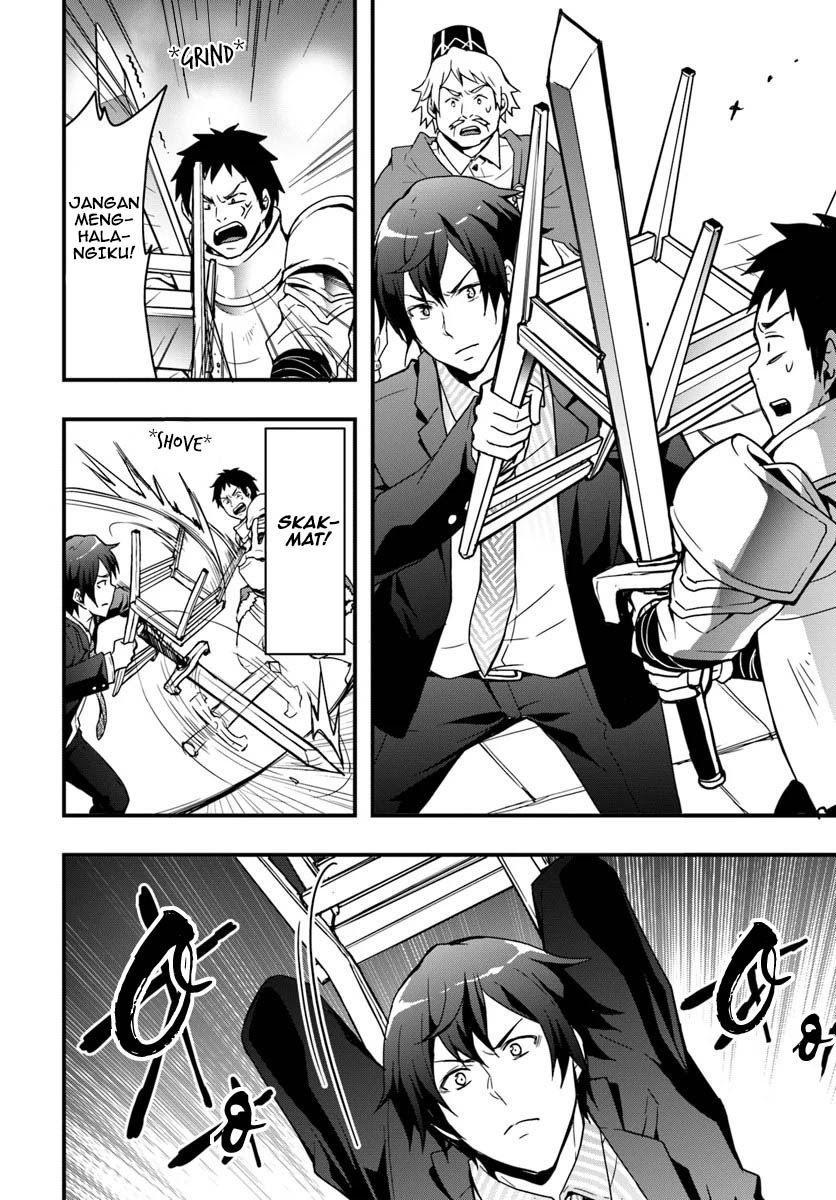 *GRIND*
JANGAN
MENG-
HALA-
NGIKU!
SKAK-
MAT!
*SHOVE*